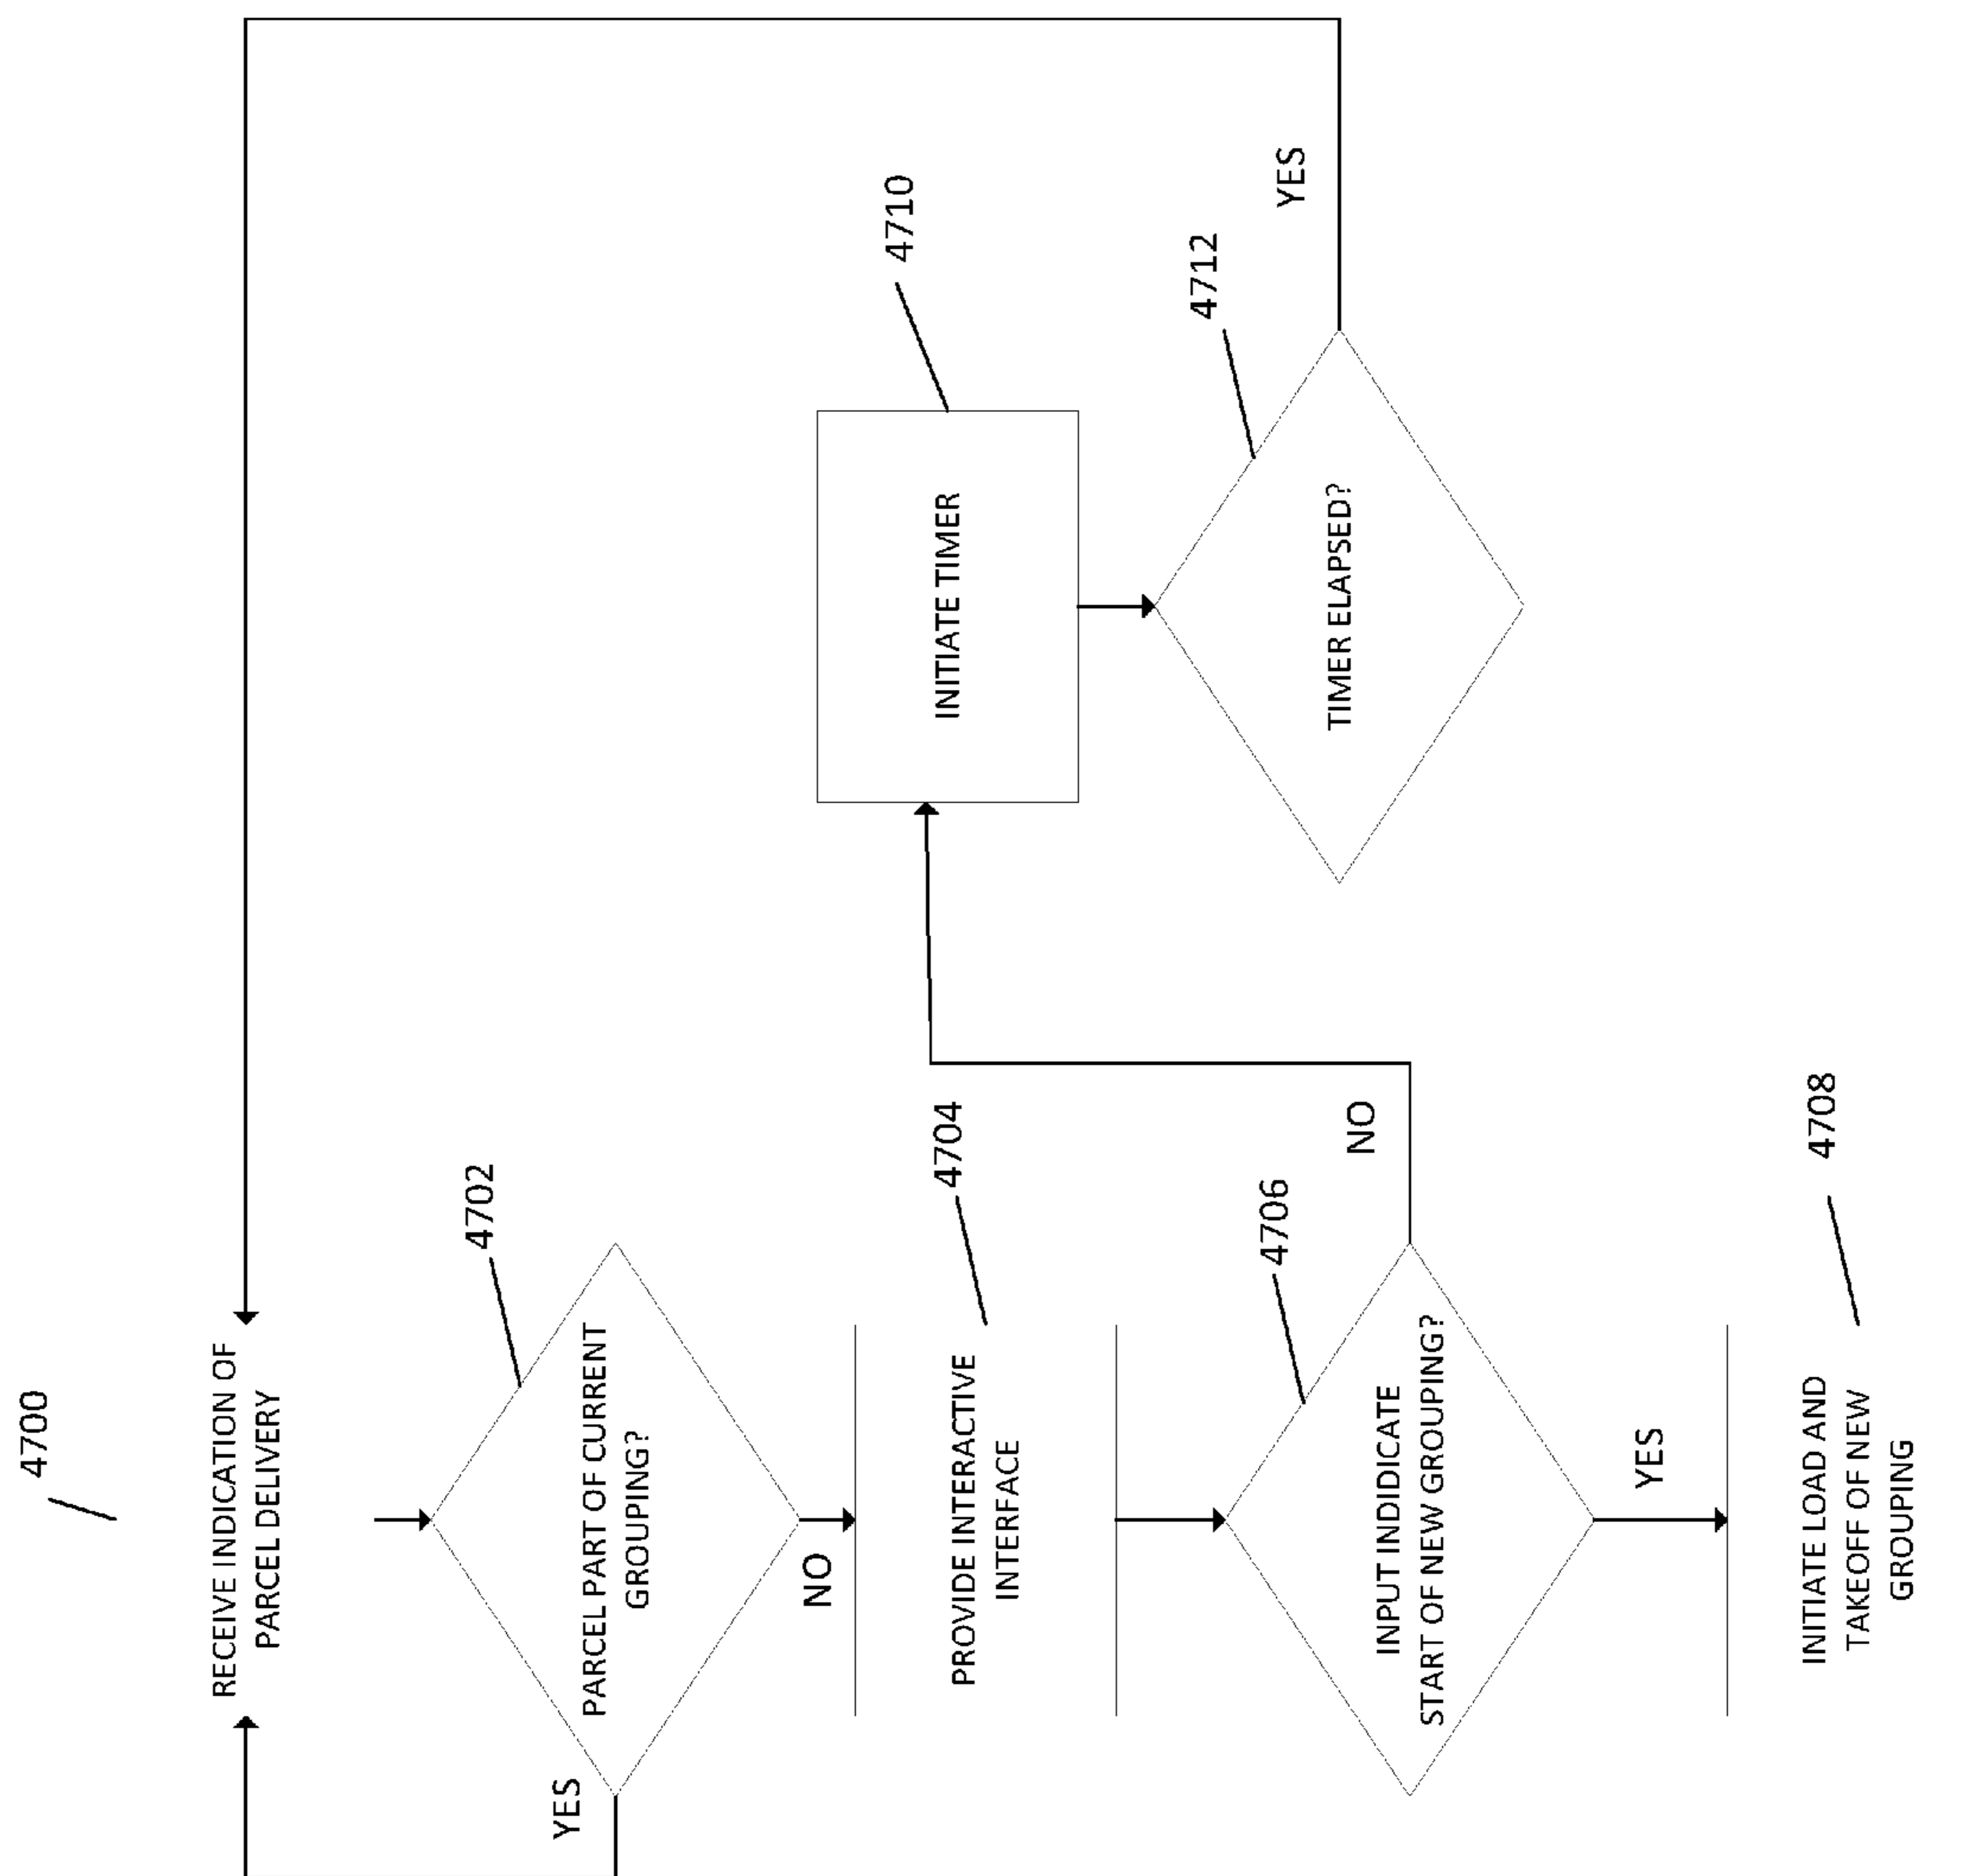 4700
RECEIVE INDICATION OF
PARCEL DELIVERY
4702
PARCEL PART OF CURRENT
GROUPING?
YES
NO
4704
PROVIDE INTERACTIVE
INTERFACE
4706
INPUT INDIDICATE
START OF NEW GROUPING?
NO
YES
4708
INITIATE LOAD AND
TAKEOFF OF NEW
GROUPING
4710
INITIATE TIMER
4712
TIMER ELAPSED?
YES